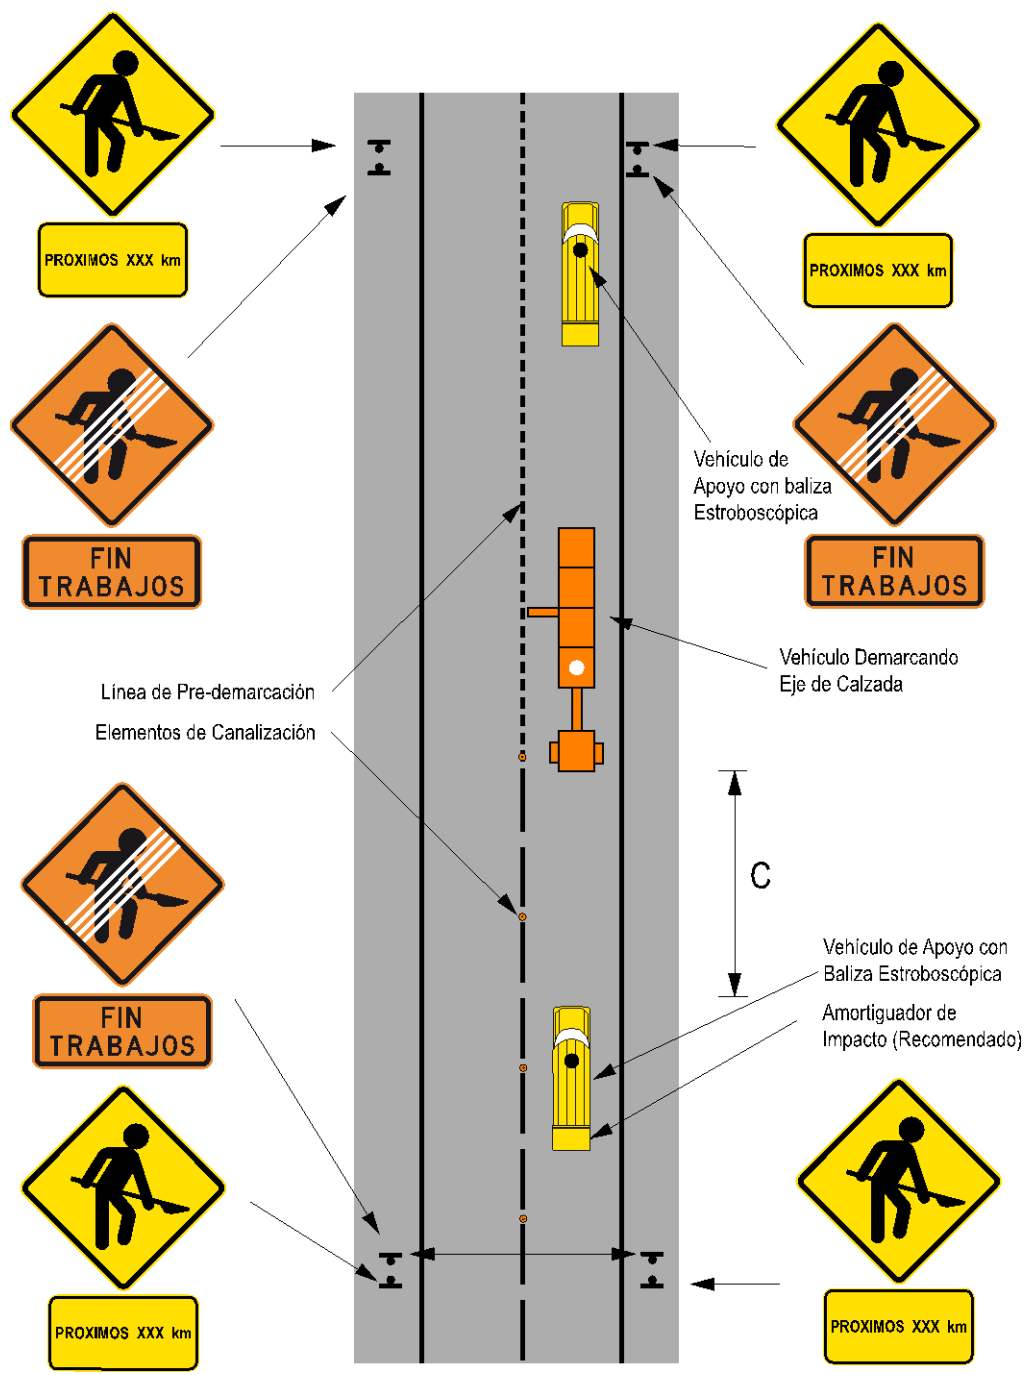 PROXIMOS XXX km
PROXIMOS XXX km
FIN
TRABAJOS
Vehículo de
Apoyo con baliza
Estroboscópica
FIN
TRABAJOS
Línea de Pre-demarcación
Elementos de Canalización
Vehículo Demarcando
Eje de Calzada
C
FIN
TRABAJOS
Vehículo de Apoyo con
Baliza Estroboscópica
Amortiguador de
Impacto (Recomendado)
PROXIMOS XXX km
PROXIMOS XXX km